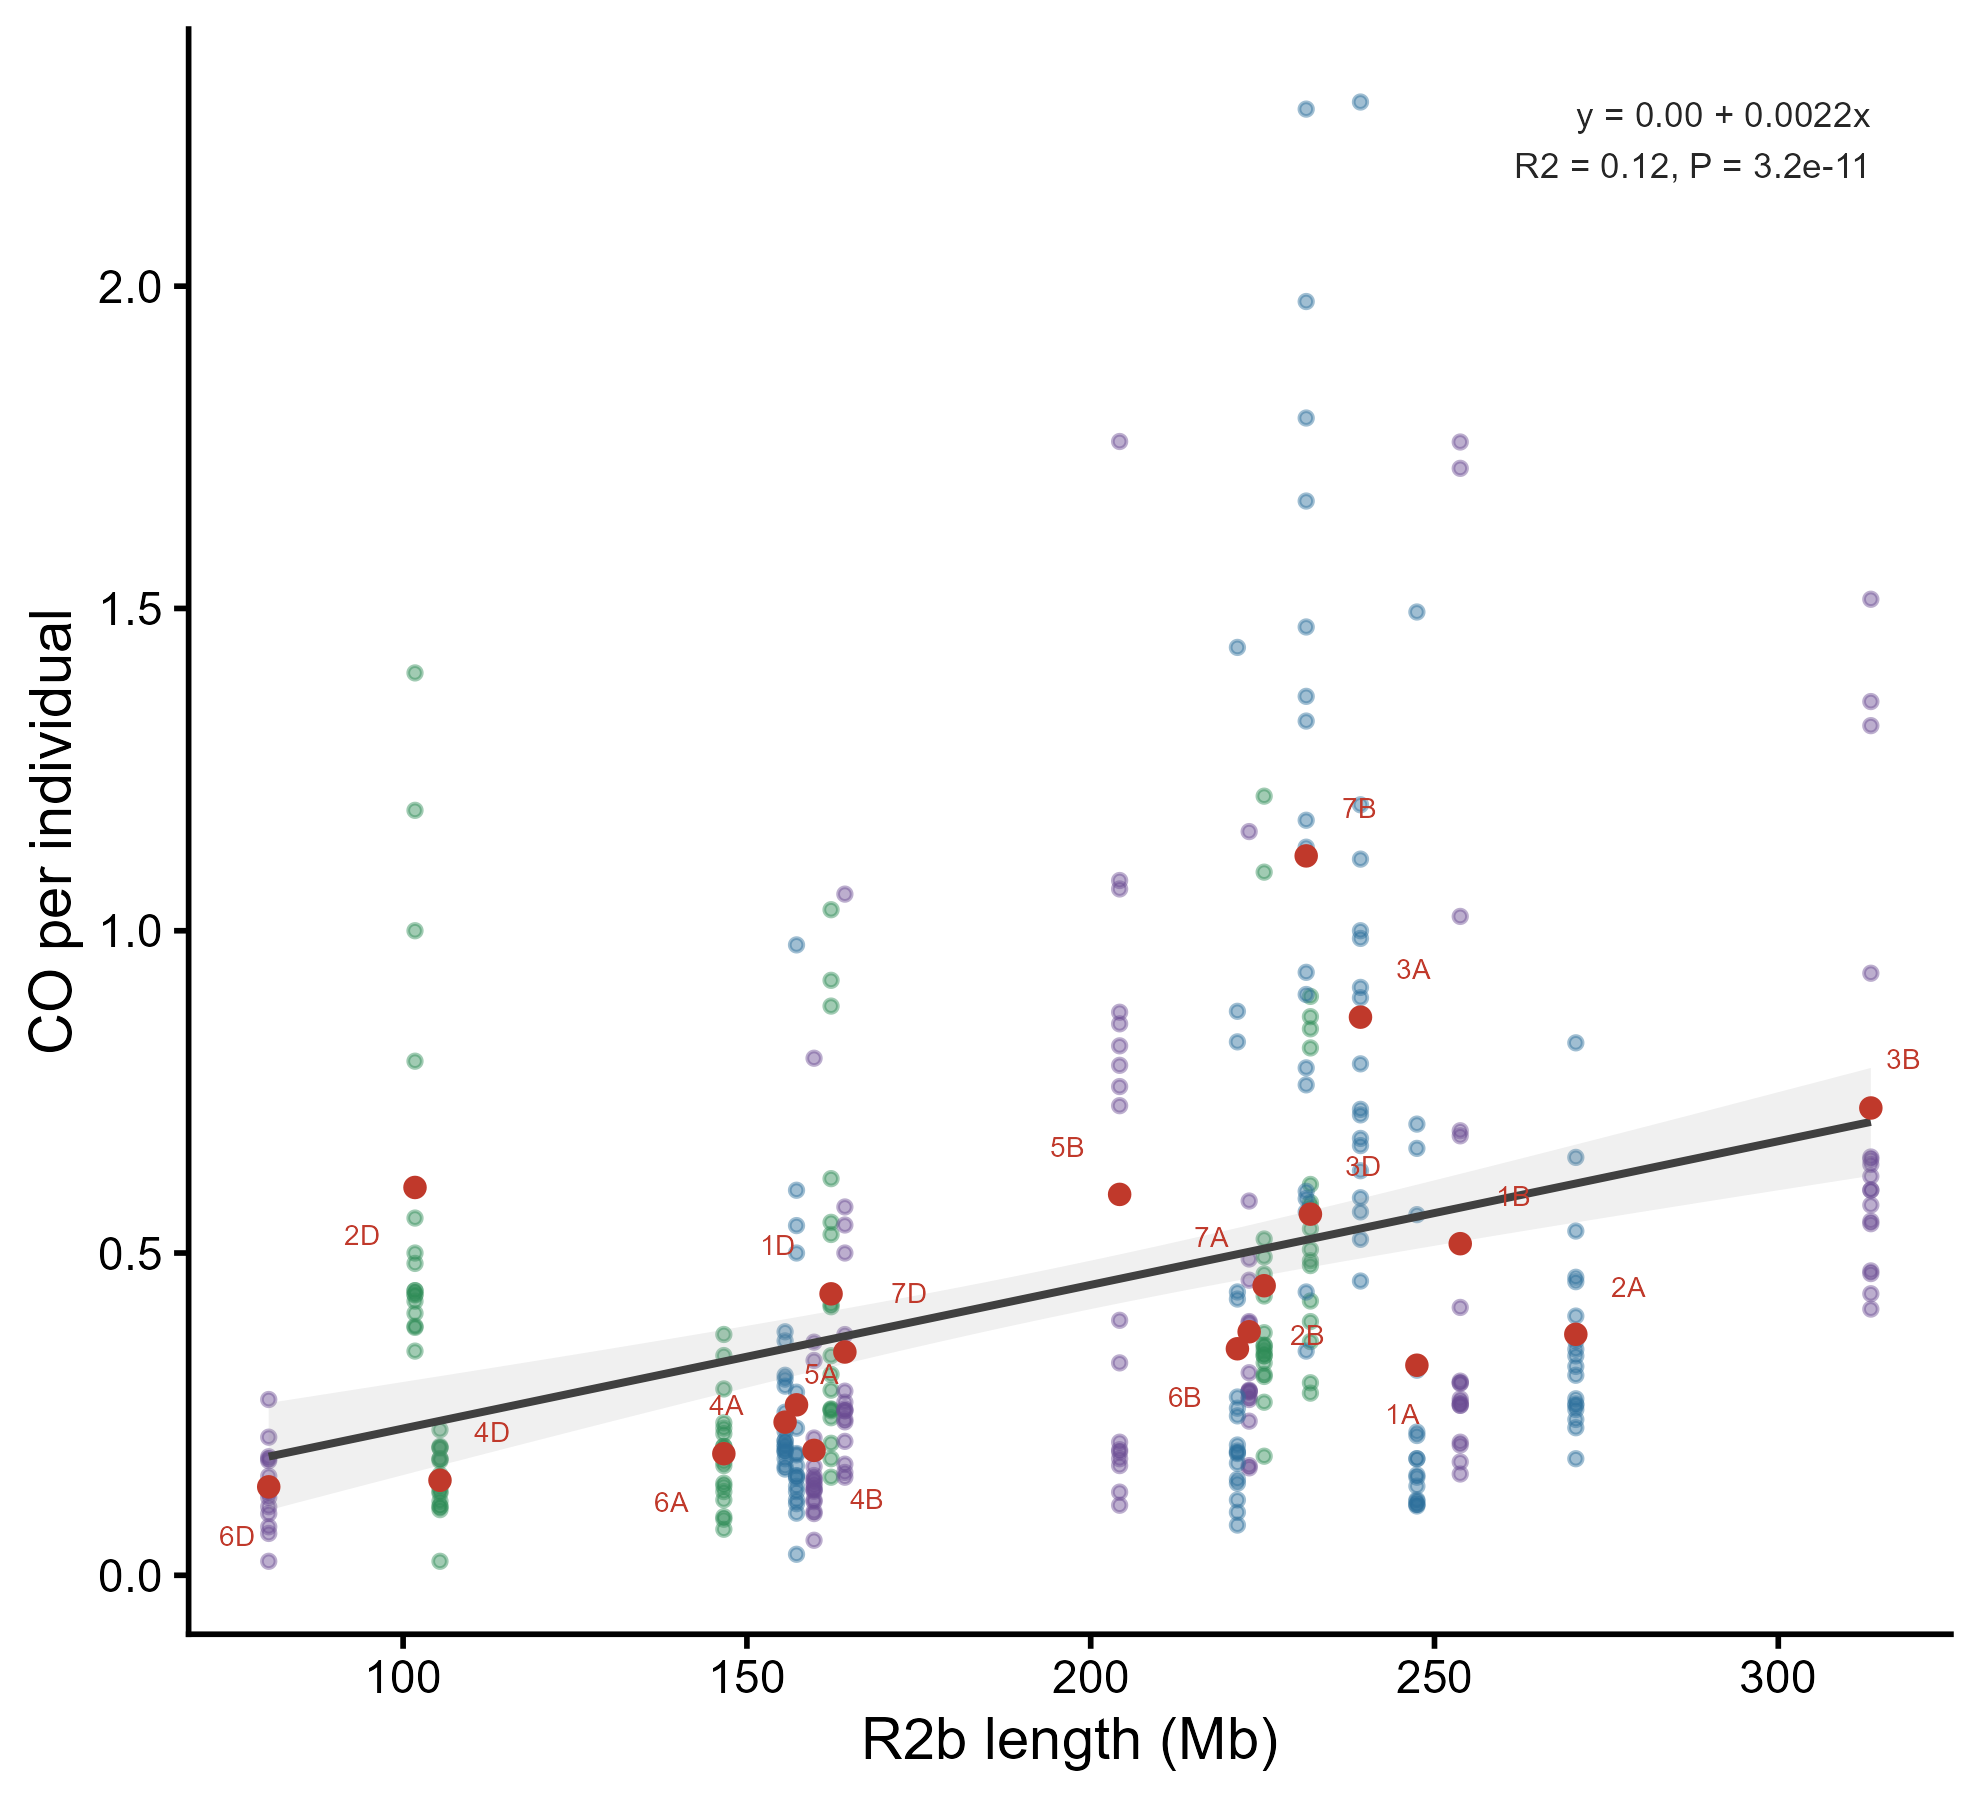 y = 0.00 + 0.0022x
R2 = 0.12, P = 3.2e-11
2.0
1.5
1.0
0.5
0.0
CO per individual
7B
3A
3B
5B
3D
1B
2D
1D
7A
7D
2A
2B
5A
6B
4A
1A
4D
6A
4B
6D
100
150
200
250
300
R2b length (Mb)